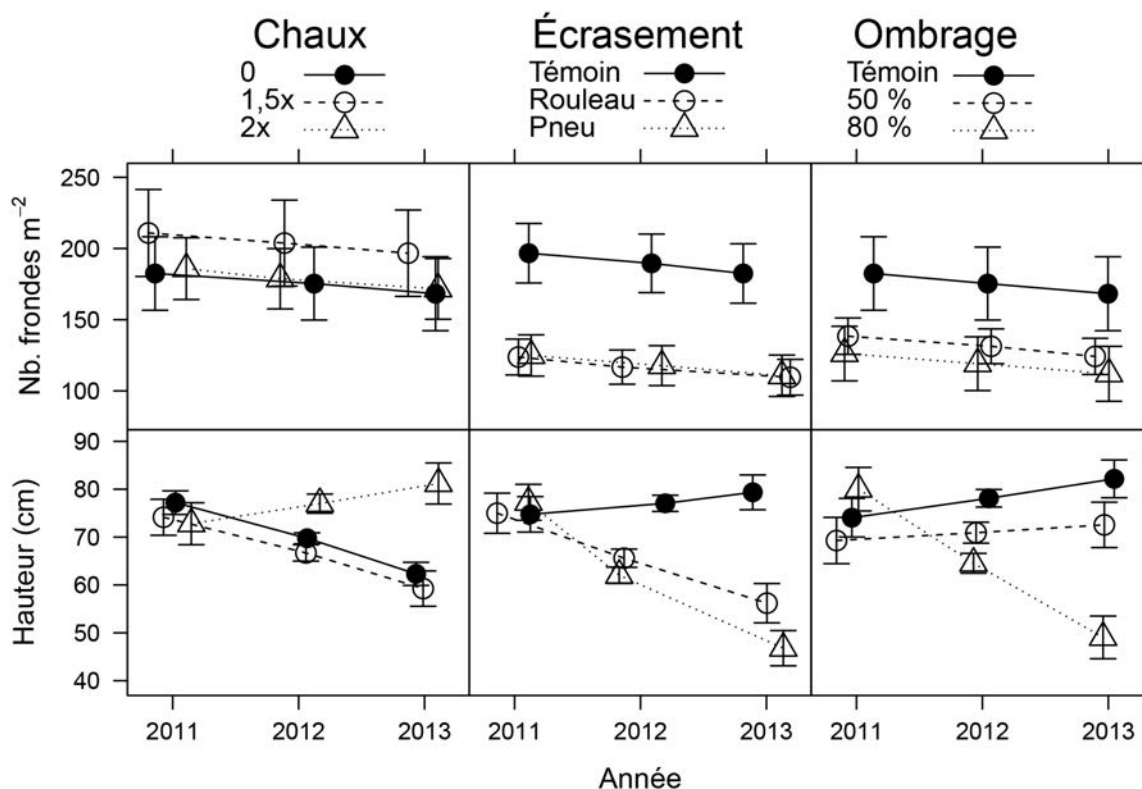 Chaux Écrasement Ombrage
0 Témoin Témoin
1,5x Rouleau 50 %
2x Pneu 80 %
Nb. frondes m⁻²
250
200
150
100
Hauteur (cm)
90
80
70
60
50
40
2011 2012 2013 2011 2012 2013 2011 2012 2013
Année